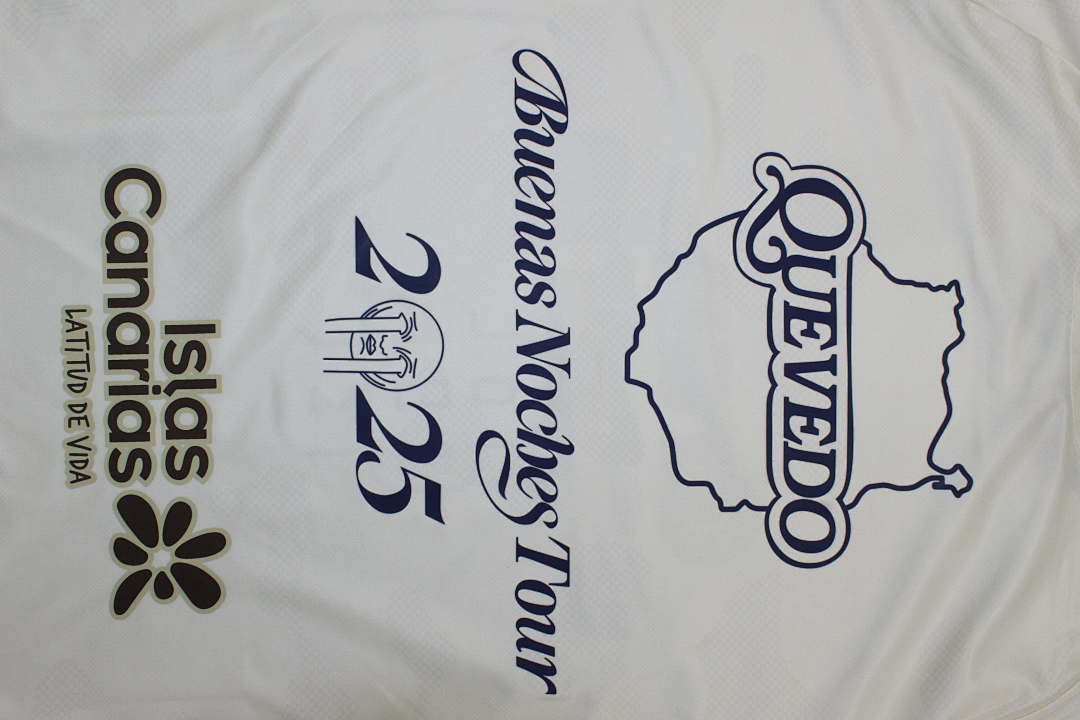 QUEVEDO
Buenas Noches Tour
2025
Islas
Canarias
LATITUD DE VIDA